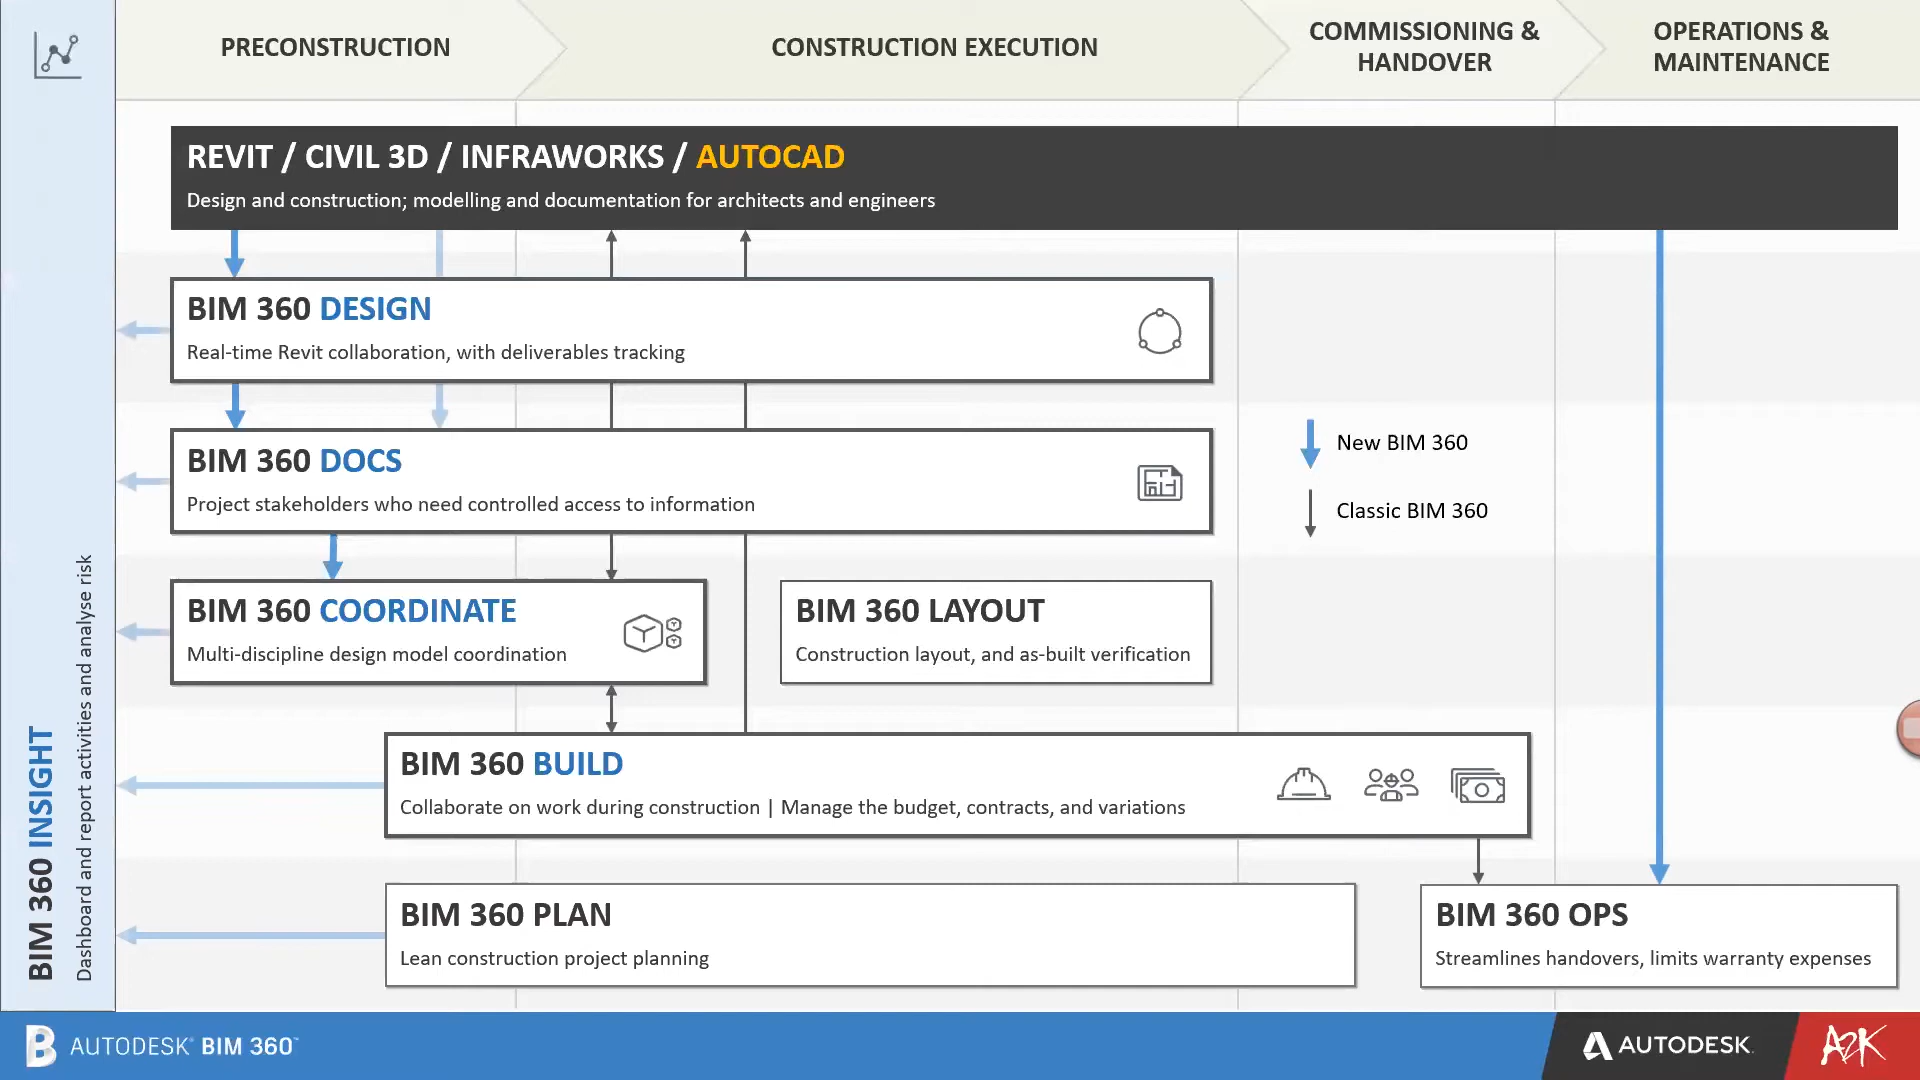 PRECONSTRUCTION
CONSTRUCTION EXECUTION
COMMISSIONING &
HANDOVER
OPERATIONS &
MAINTENANCE
REVIT / CIVIL 3D / INFRAWORKS / AUTOCAD
Design and construction; modelling and documentation for architects and engineers
BIM 360 DESIGN
Real-time Revit collaboration, with deliverables tracking
BIM 360 DOCS
Project stakeholders who need controlled access to information
New BIM 360
Classic BIM 360
BIM 360 COORDINATE
Multi-discipline design model coordination
BIM 360 LAYOUT
Construction layout, and as-built verification
BIM 360 BUILD
Collaborate on work during construction | Manage the budget, contracts, and variations
BIM 360 PLAN
Lean construction project planning
BIM 360 OPS
Streamlines handovers, limits warranty expenses
BIM 360 INSIGHT
Dashboard and report activities and analyse risk
AUTODESK® BIM 360™
AUTODESK.
A2K